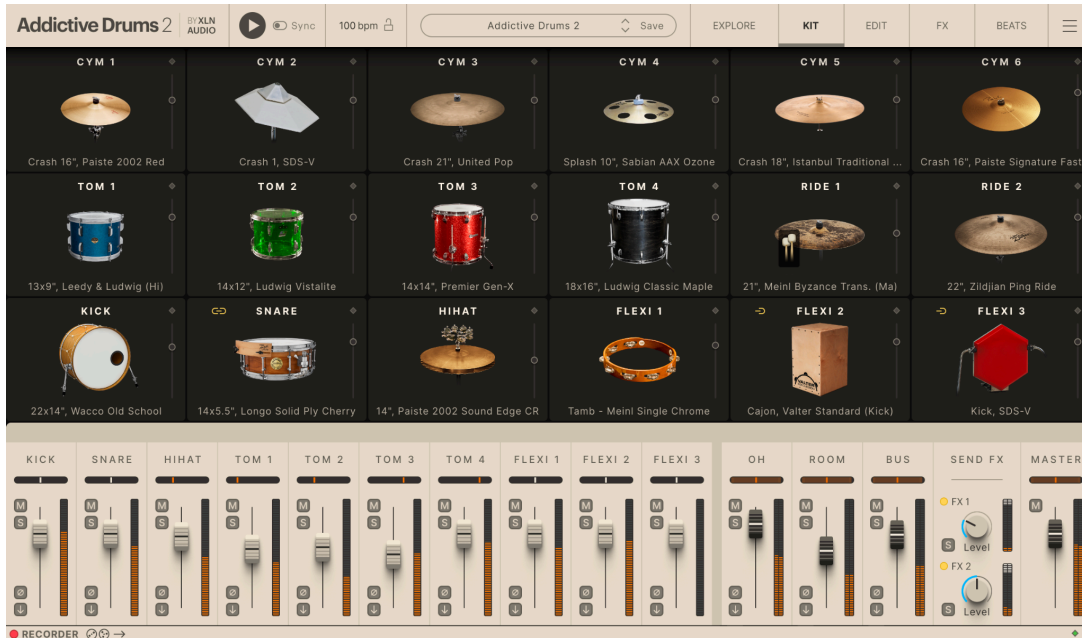 Addictive Drums 2 BY XLN AUDIO Sync 100 bpm Addictive Drums 2 Save EXPLORE KIT EDIT FX BEATS
CYM 1 CYM 2 CYM 3 CYM 4 CYM 5 CYM 6
Crash 16", Paiste 2002 Red Crash 1, SDS-V Crash 21", United Pop Splash 10", Sabian AAX Ozone Crash 18", Istanbul Traditional ... Crash 16", Paiste Signature Fast
TOM 1 TOM 2 TOM 3 TOM 4 RIDE 1 RIDE 2
13x9", Leedy & Ludwig (Hi) 14x12", Ludwig Vistalite 14x14", Premier Gen-X 18x16", Ludwig Classic Maple 21", Meinl Byzance Trans. (Ma) 22", Zildjian Ping Ride
KICK SNARE HIHAT FLEXI 1 FLEXI 2 FLEXI 3
22x14", Wacco Old School 14x5.5", Longo Solid Ply Cherry 14", Paiste 2002 Sound Edge CR Tamb - Meinl Single Chrome Cajon, Valter Standard (Kick) Kick, SDS-V
KICK SNARE HIHAT TOM 1 TOM 2 TOM 3 TOM 4 FLEXI 1 FLEXI 2 FLEXI 3 OH ROOM BUS SEND FX MASTER
M M M M M M M M M M M M M FX 1 M
S S S S S S S S S S S S S
S Level
FX 2
S Level
RECORDER